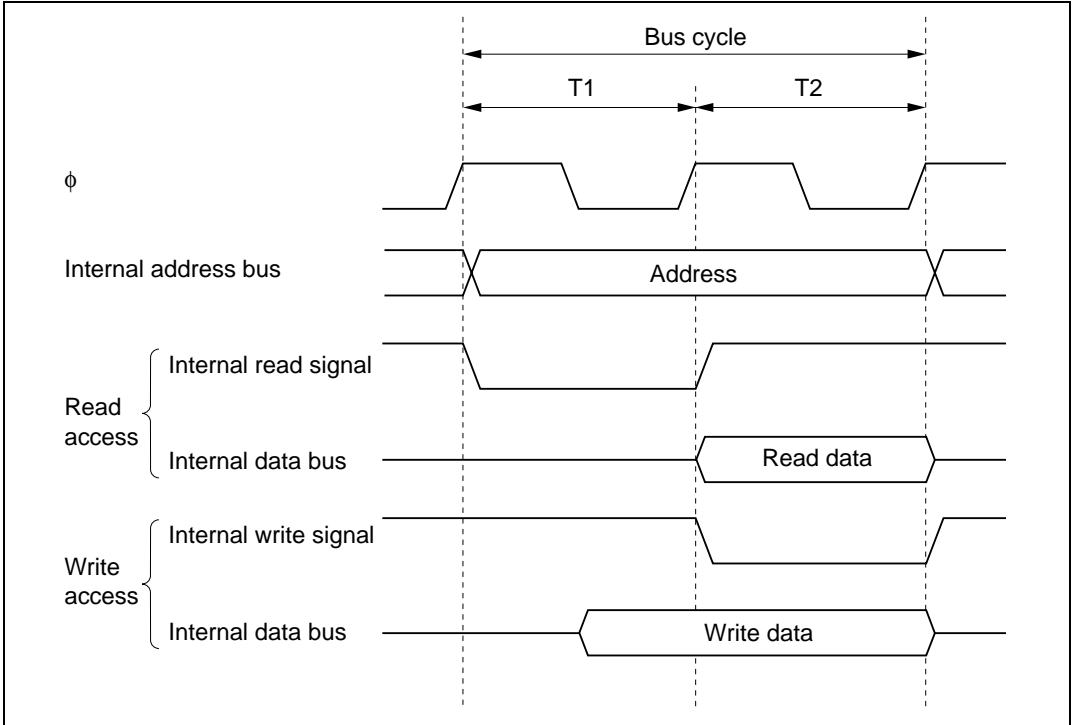 Bus cycle
T1
T2
ϕ
Internal address bus
Address
Read
access
Internal read signal
Internal data bus
Read data
Write
access
Internal write signal
Internal data bus
Write data